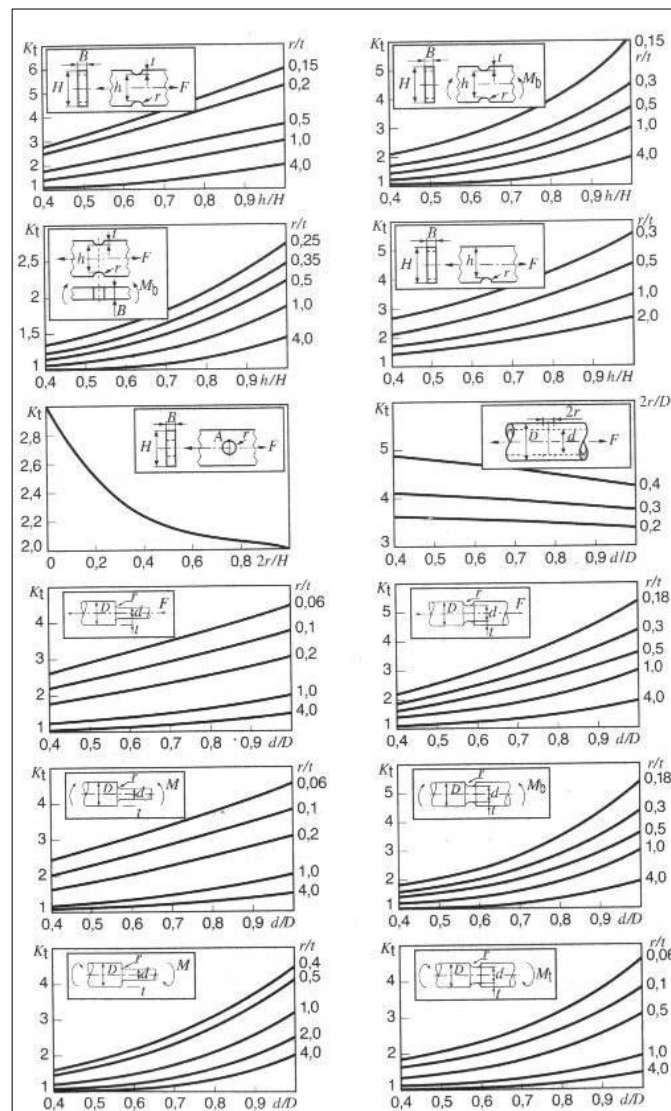 Kt
6
5
4
3
2
1
B
H
h
t
r
F
r/t
0,15
0,2
0,5
1,0
4,0
0,4 0,5 0,6 0,7 0,8 0,9 h/H
Kt
5
4
3
2
1
B
H
h
t
r
Mb
0,15
r/t
0,3
0,5
1,0
4,0
0,4 0,5 0,6 0,7 0,8 0,9 h/H
Kt
2,5
2
1,5
1
t
h
F
r
Mb
B
r/t
0,25
0,35
0,5
1,0
4,0
0,4 0,5 0,6 0,7 0,8 0,9 h/H
Kt
5
4
3
2
1
B
H
h
r
F
r/t
0,3
0,5
1,0
2,0
0,4 0,5 0,6 0,7 0,8 0,9 h/H
Kt
2,8
2,6
2,4
2,2
2,0
B
H
A
r
F
0 0,2 0,4 0,6 0,8 2r/H
Kt
5
4
3
2r
D
d
F
2r/D
0,4
0,3
0,2
0,4 0,5 0,6 0,7 0,8 0,9 d/D
Kt
4
3
2
1
D
r
d
F
t
r/t
0,06
0,1
0,2
1,0
4,0
0,4 0,5 0,6 0,7 0,8 0,9 d/D
Kt
5
4
3
2
1
D
r
d
F
t
r/t
0,18
0,3
0,5
1,0
4,0
0,4 0,5 0,6 0,7 0,8 0,9 d/D
Kt
4
3
2
1
D
r
d
M
t
r/t
0,06
0,1
0,2
1,0
4,0
0,4 0,5 0,6 0,7 0,8 0,9 d/D
Kt
5
4
3
2
1
D
r
d
Mb
t
r/t
0,18
0,3
0,5
1,0
4,0
0,4 0,5 0,6 0,7 0,8 0,9 d/D
Kt
4
3
2
1
D
r
d
M
t
r/t
0,4
0,5
1,0
2,0
4,0
0,4 0,5 0,6 0,7 0,8 0,9 d/D
Kt
4
3
2
1
D
r
d
Mt
t
r/t
0,06
0,1
0,5
1,0
4,0
0,4 0,5 0,6 0,7 0,8 0,9 d/D